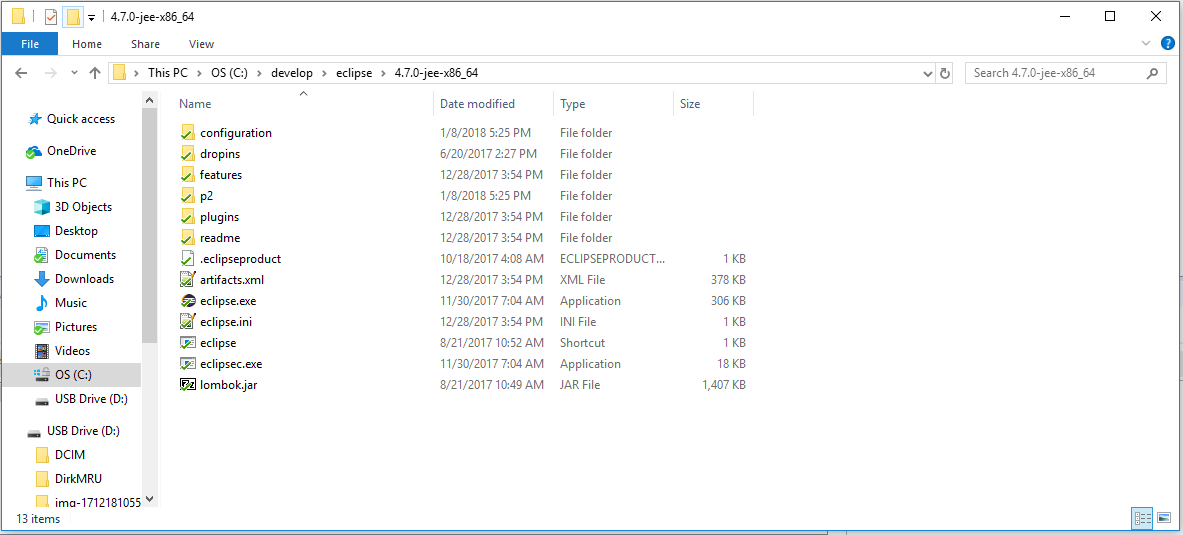 4.7.0-jee-x86_64
File Home Share View
This PC OS (C:) develop eclipse 4.7.0-jee-x86_64 Search 4.7.0-jee-x86_64
Quick access
OneDrive
This PC
3D Objects
Desktop
Documents
Downloads
Music
Pictures
Videos
OS (C:)
USB Drive (D:)
USB Drive (D:)
DCIM
DirkMRU
img-1712181055
Name Date modified Type Size
configuration 1/8/2018 5:25 PM File folder
dropins 6/20/2017 2:27 PM File folder
features 12/28/2017 3:54 PM File folder
p2 1/8/2018 5:25 PM File folder
plugins 12/28/2017 3:54 PM File folder
readme 12/28/2017 3:54 PM File folder
.eclipseproduct 10/18/2017 4:08 AM ECLIPSEPRODUCT... 1 KB
artifacts.xml 12/28/2017 3:54 PM XML File 378 KB
eclipse.exe 11/30/2017 7:04 AM Application 306 KB
eclipse.ini 12/28/2017 3:54 PM INI File 1 KB
eclipse 8/21/2017 10:52 AM Shortcut 1 KB
eclipsec.exe 11/30/2017 7:04 AM Application 18 KB
lombok.jar 8/21/2017 10:49 AM JAR File 1,407 KB
13 items